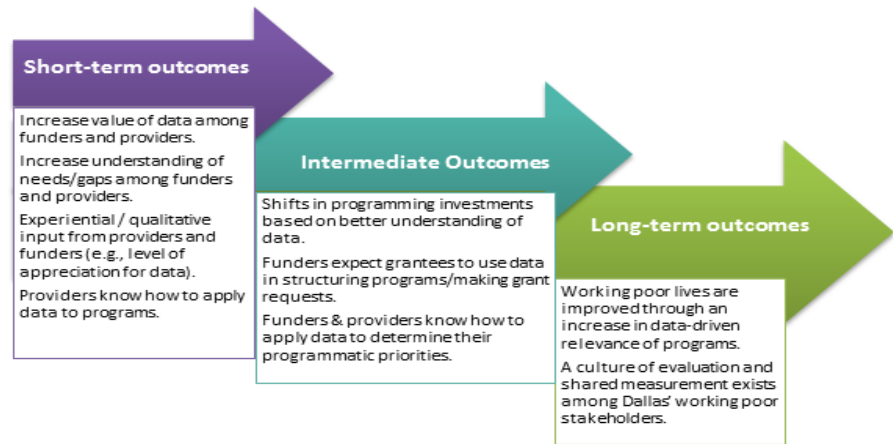 Short-term outcomes
Increase value of data among
funders and providers.
Increase understanding of
needs/gaps among funders
and providers.
Experiential / qualitative
input from providers and
funders (e.g., level of
appreciation for data).
Providers know how to apply
data to programs.
Intermediate Outcomes
Shifts in programming investments
based on better understanding of
data.
Funders expect grantees to use data
in structuring programs/making grant
requests.
Funders & providers know how to
apply data to determine their
programmatic priorities.
Long-term outcomes
Working poor lives are
improved through an
increase in data-driven
relevance of programs.
A culture of evaluation and
shared measurement exists
among Dallas' working poor
stakeholders.